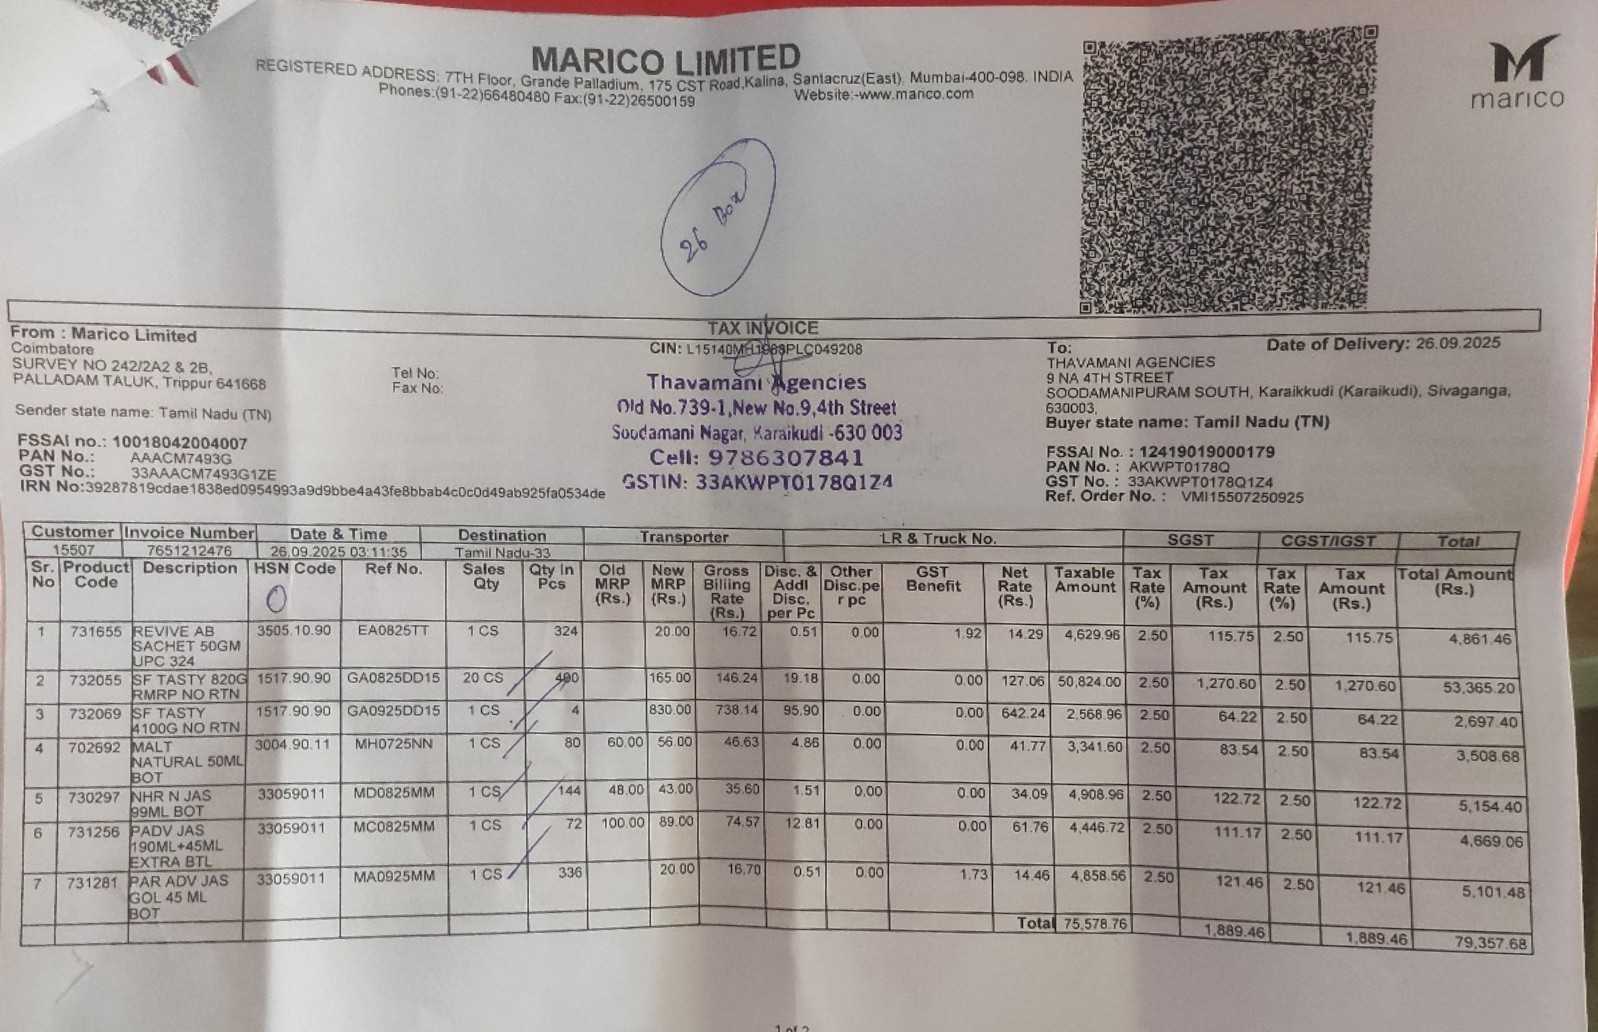 MARICO LIMITED
REGISTERED ADDRESS: 7TH Floor, Grande Palladium, 175 CST Road,Kalina, Santacruz(East), Mumbai-400-098. INDIA
Phones:(91-22)66480480 Fax:(91-22)26500159 Website:-www.marico.com
marico
26 Box
TAX INVOICE
CIN: L15140MH1988PLC049208
From : Marico Limited
Coimbatore
SURVEY NO 242/2A2 & 2B,
PALLADAM TALUK, Trippur 641668
Sender state name: Tamil Nadu (TN)
FSSAI no.: 10018042004007
PAN No.: AAACM7493G
GST No.: 33AAACM7493G1ZE
IRN No:39287819cdae1838ed0954993a9d9bbe4a43fe8bbab4c0c0d49ab925fa0534de
Tel No:
Fax No:
Thavamani Agencies
Old No.739-1,New No.9,4th Street
Soodamani Nagar, Karaikudi -630 003
Cell: 9786307841
GSTIN: 33AKWPT0178Q1Z4
To: Date of Delivery: 26.09.2025
THAVAMANI AGENCIES
9 NA 4TH STREET
SOODAMANIPURAM SOUTH, Karaikkudi (Karaikudi), Sivaganga,
630003,
Buyer state name: Tamil Nadu (TN)
FSSAI No. : 12419019000179
PAN No. : AKWPT0178Q
GST No. : 33AKWPT0178Q1Z4
Ref. Order No. : VMI15507250925
Customer Invoice Number Date & Time Destination Transporter LR & Truck No. SGST CGST/IGST Total
15507 7651212476 26.09.2025 03:11:35 Tamil Nadu-33
Sr. No Product Code Description HSN Code Ref No. Sales Qty Qty In Pcs Old MRP (Rs.) New MRP (Rs.) Gross Billing Rate (Rs.) Disc. & Addl Disc. per Pc Other Disc.pe r pc GST Benefit Net Rate (Rs.) Taxable Amount Tax Rate (%) Tax Amount (Rs.) Tax Rate (%) Tax Amount (Rs.) Total Amount (Rs.)
1 731655 REVIVE AB SACHET 50GM UPC 324 3505.10.90 EA0825TT 1 CS 324 20.00 16.72 0.51 0.00 1.92 14.29 4,629.96 2.50 115.75 2.50 115.75 4,861.46
2 732055 SF TASTY 820G RMRP NO RTN 1517.90.90 GA0825DD15 20 CS 400 165.00 146.24 19.18 0.00 0.00 127.06 50,824.00 2.50 1,270.60 2.50 1,270.60 53,365.20
3 732069 SF TASTY 4100G NO RTN 1517.90.90 GA0925DD15 1 CS 4 830.00 738.14 95.90 0.00 0.00 642.24 2,568.96 2.50 64.22 2.50 64.22 2,697.40
4 702692 MALT NATURAL 50ML BOT 3004.90.11 MH0725NN 1 CS 80 60.00 56.00 46.63 4.86 0.00 0.00 41.77 3,341.60 2.50 83.54 2.50 83.54 3,508.68
5 730297 NHR N JAS 99ML BOT 33059011 MD0825MM 1 CS 144 48.00 43.00 35.60 1.51 0.00 0.00 34.09 4,908.96 2.50 122.72 2.50 122.72 5,154.40
6 731256 PADV JAS 190ML+45ML EXTRA BTL 33059011 MC0825MM 1 CS 72 100.00 89.00 74.57 12.81 0.00 0.00 61.76 4,446.72 2.50 111.17 2.50 111.17 4,669.06
7 731281 PAR ADV JAS GOL 45 ML BOT 33059011 MA0925MM 1 CS 336 20.00 16.70 0.51 0.00 1.73 14.46 4,858.56 2.50 121.46 2.50 121.46 5,101.48
Total 75,578.76 1,889.46 1,889.46 79,357.68